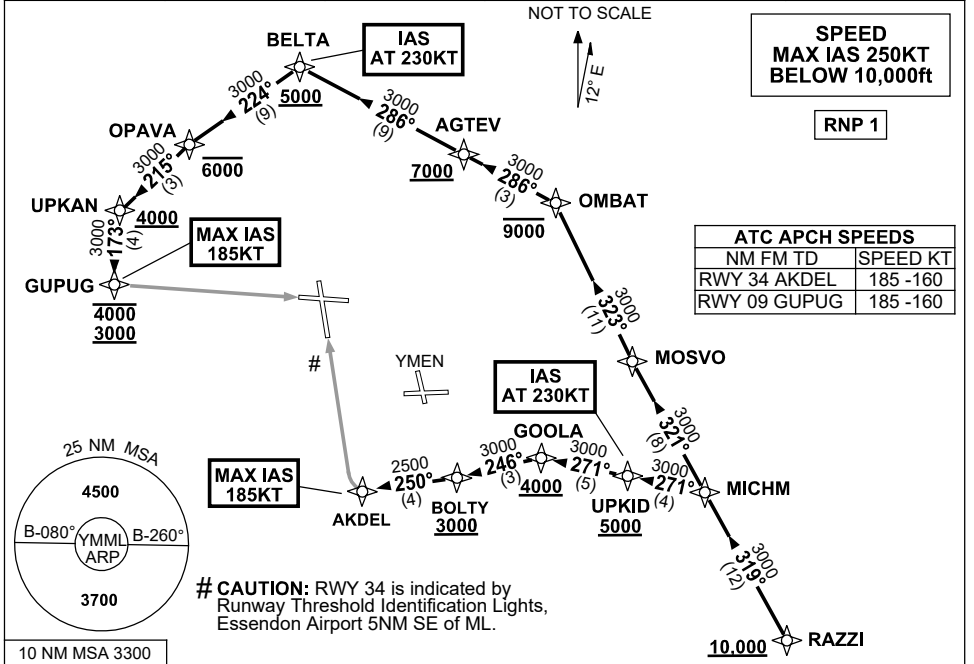 NOT TO SCALE
12° E
SPEED
MAX IAS 250KT
BELOW 10,000ft
RNP 1
BELTA
5000
IAS
AT 230KT
3000
224°
(9)
3000
286°
(9)
AGTEV
7000
OPAVA
6000
3000
215°
(3)
3000
286°
(3)
OMBAT
9000
UPKAN
4000
3000
173°
(4)
MAX IAS
185KT
GUPUG
4000
3000
ATC APCH SPEEDS
NM FM TD SPEED KT
RWY 34 AKDEL 185 -160
RWY 09 GUPUG 185 -160
3000
323°
(11)
MOSVO
#
YMEN
IAS
AT 230KT
3000
321°
(8)
GOOLA
4000
3000
271°
(5)
3000
271°
(4)
MICHM
UPKID
5000
3000
246°
(3)
BOLTY
3000
2500
250°
(4)
MAX IAS
185KT
AKDEL
3000
319°
(12)
10,000
RAZZI
25 NM MSA
4500
B-080° YMML B-260°
ARP
3700
10 NM MSA 3300
# CAUTION: RWY 34 is indicated by
Runway Threshold Identification Lights,
Essendon Airport 5NM SE of ML.